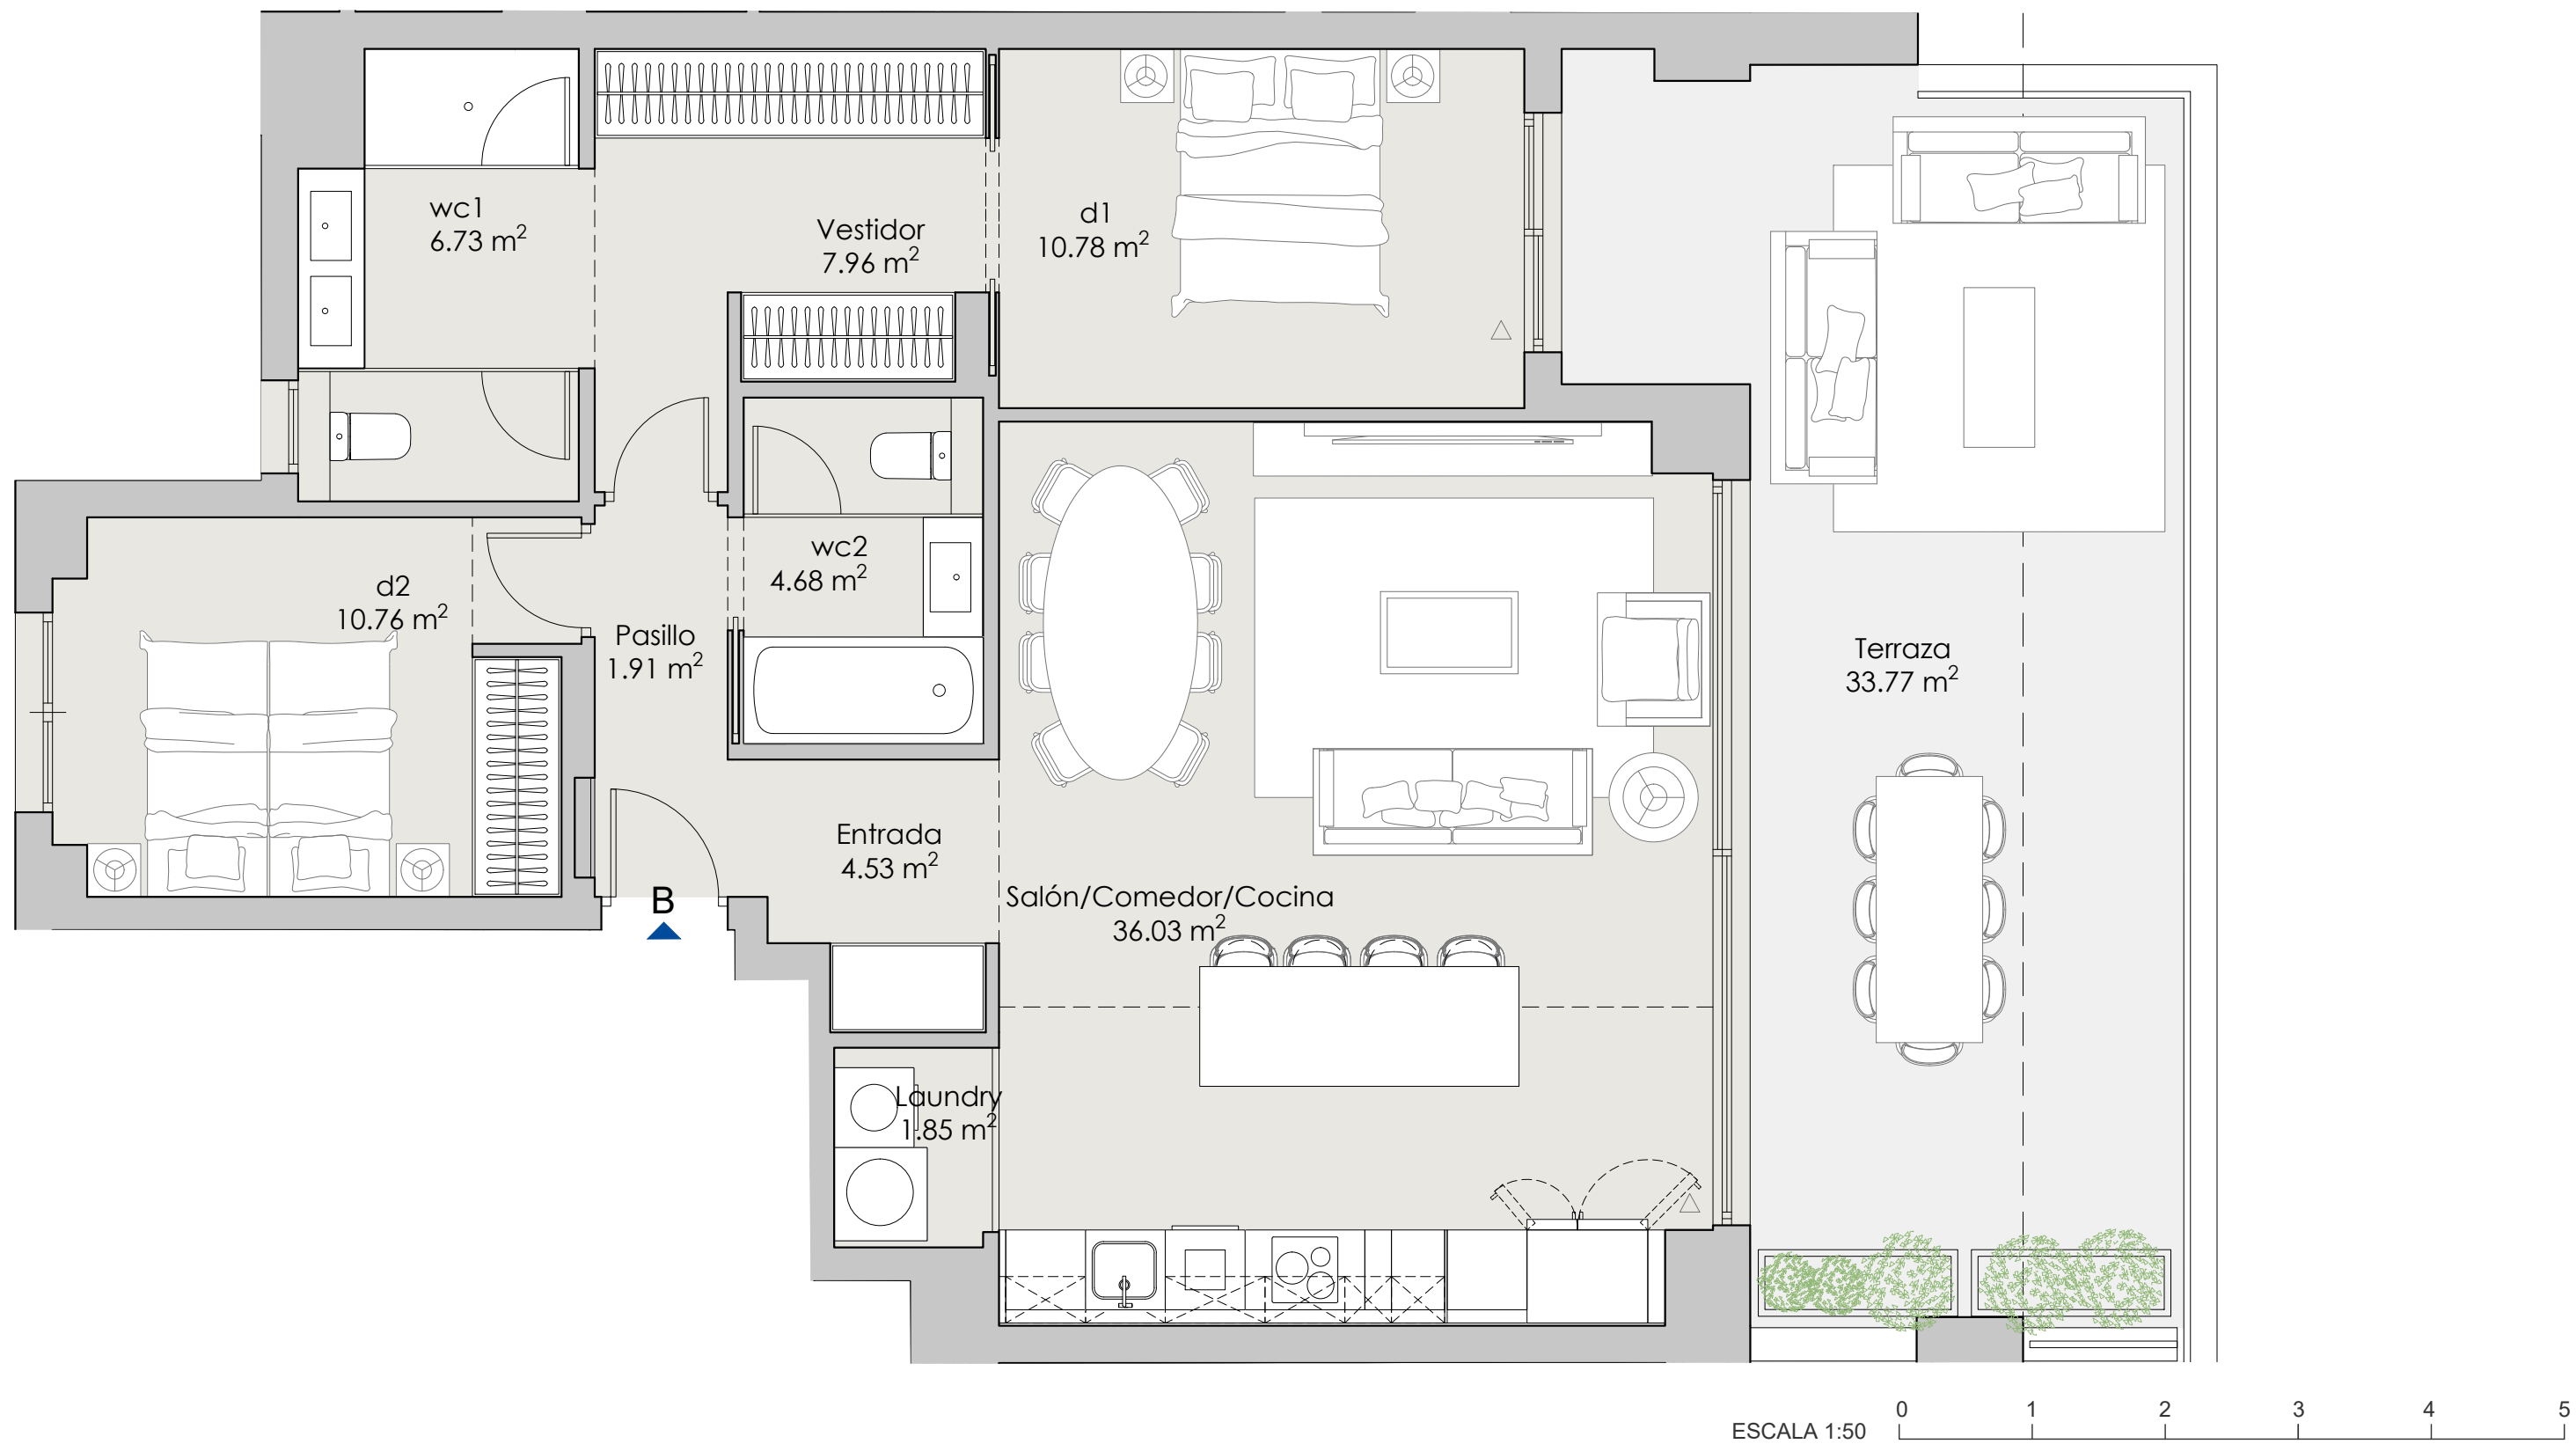 wc1
6.73 m²
Vestidor
7.96 m²
d1
10.78 m²
wc2
4.68 m²
d2
10.76 m²
Pasillo
1.91 m²
Terraza
33.77 m²
Entrada
4.53 m²
B
Salón/Comedor/Cocina
36.03 m²
Laundry
1.85 m²
ESCALA 1:50
0 1 2 3 4 5